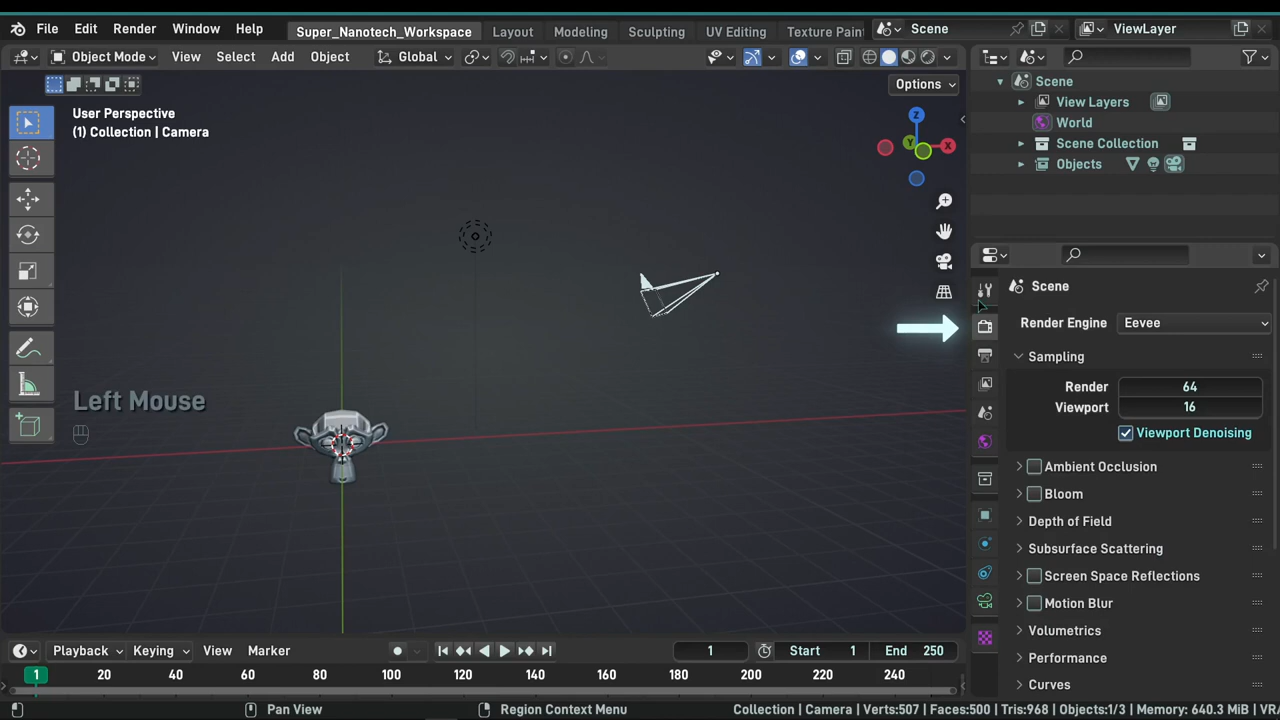 File Edit Render Window Help Super_Nanotech_Workspace Layout Modeling Sculpting UV Editing Texture Pain Scene ViewLayer
Object Mode View Select Add Object Global
Options
User Perspective
(1) Collection | Camera
Z
Y
X
Left Mouse
Scene
View Layers
World
Scene Collection
Objects
Scene
Render Engine Eevee
Sampling
Render 64
Viewport 16
Viewport Denoising
Ambient Occlusion
Bloom
Depth of Field
Subsurface Scattering
Screen Space Reflections
Motion Blur
Volumetrics
Performance
Curves
Playback Keying View Marker 1 Start 1 End 250
1 20 40 60 80 100 120 140 160 180 200 220 240
Pan View Region Context Menu Collection | Camera | Verts:507 | Faces:500 | Tris:968 | Objects:1/3 | Memory: 640.3 MiB | VRA